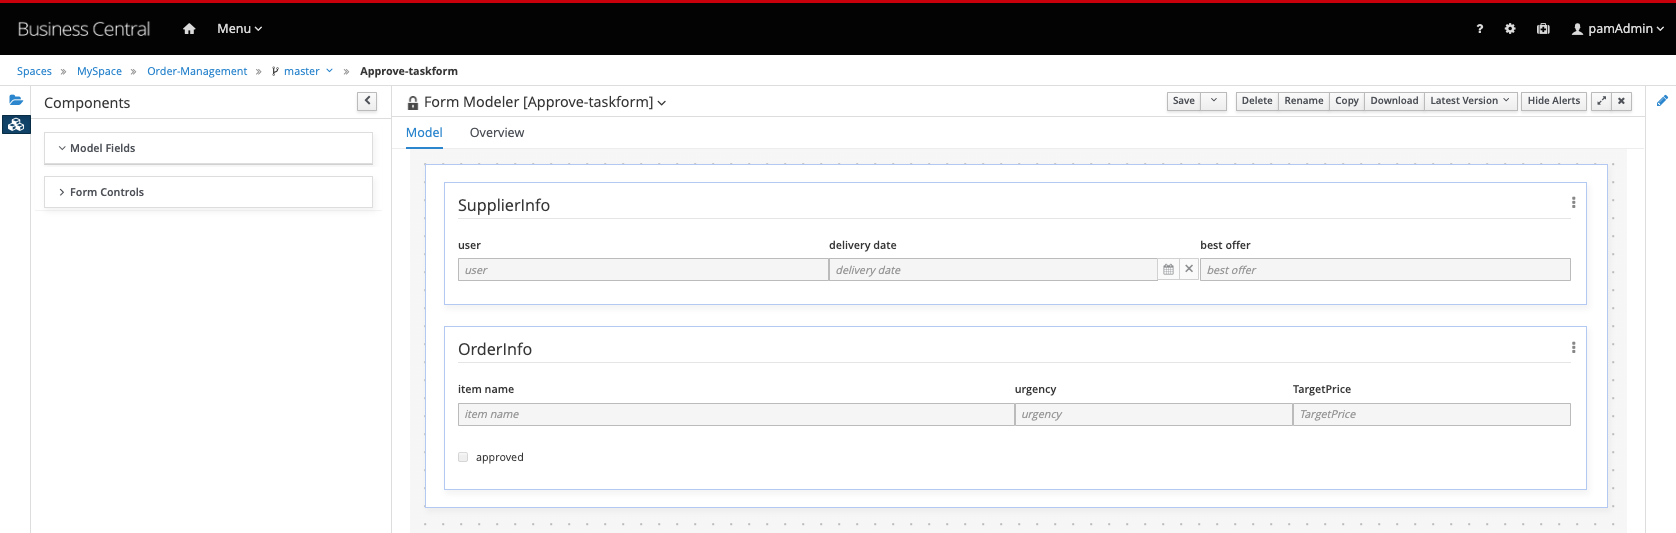 Business Central Menu ? pamAdmin
Spaces » MySpace » Order-Management » master » Approve-taskform
Components
Model Fields
Form Controls
Form Modeler [Approve-taskform]
Save Delete Rename Copy Download Latest Version Hide Alerts
Model Overview
SupplierInfo
user delivery date best offer
user delivery date best offer
OrderInfo
item name urgency TargetPrice
item name urgency TargetPrice
approved